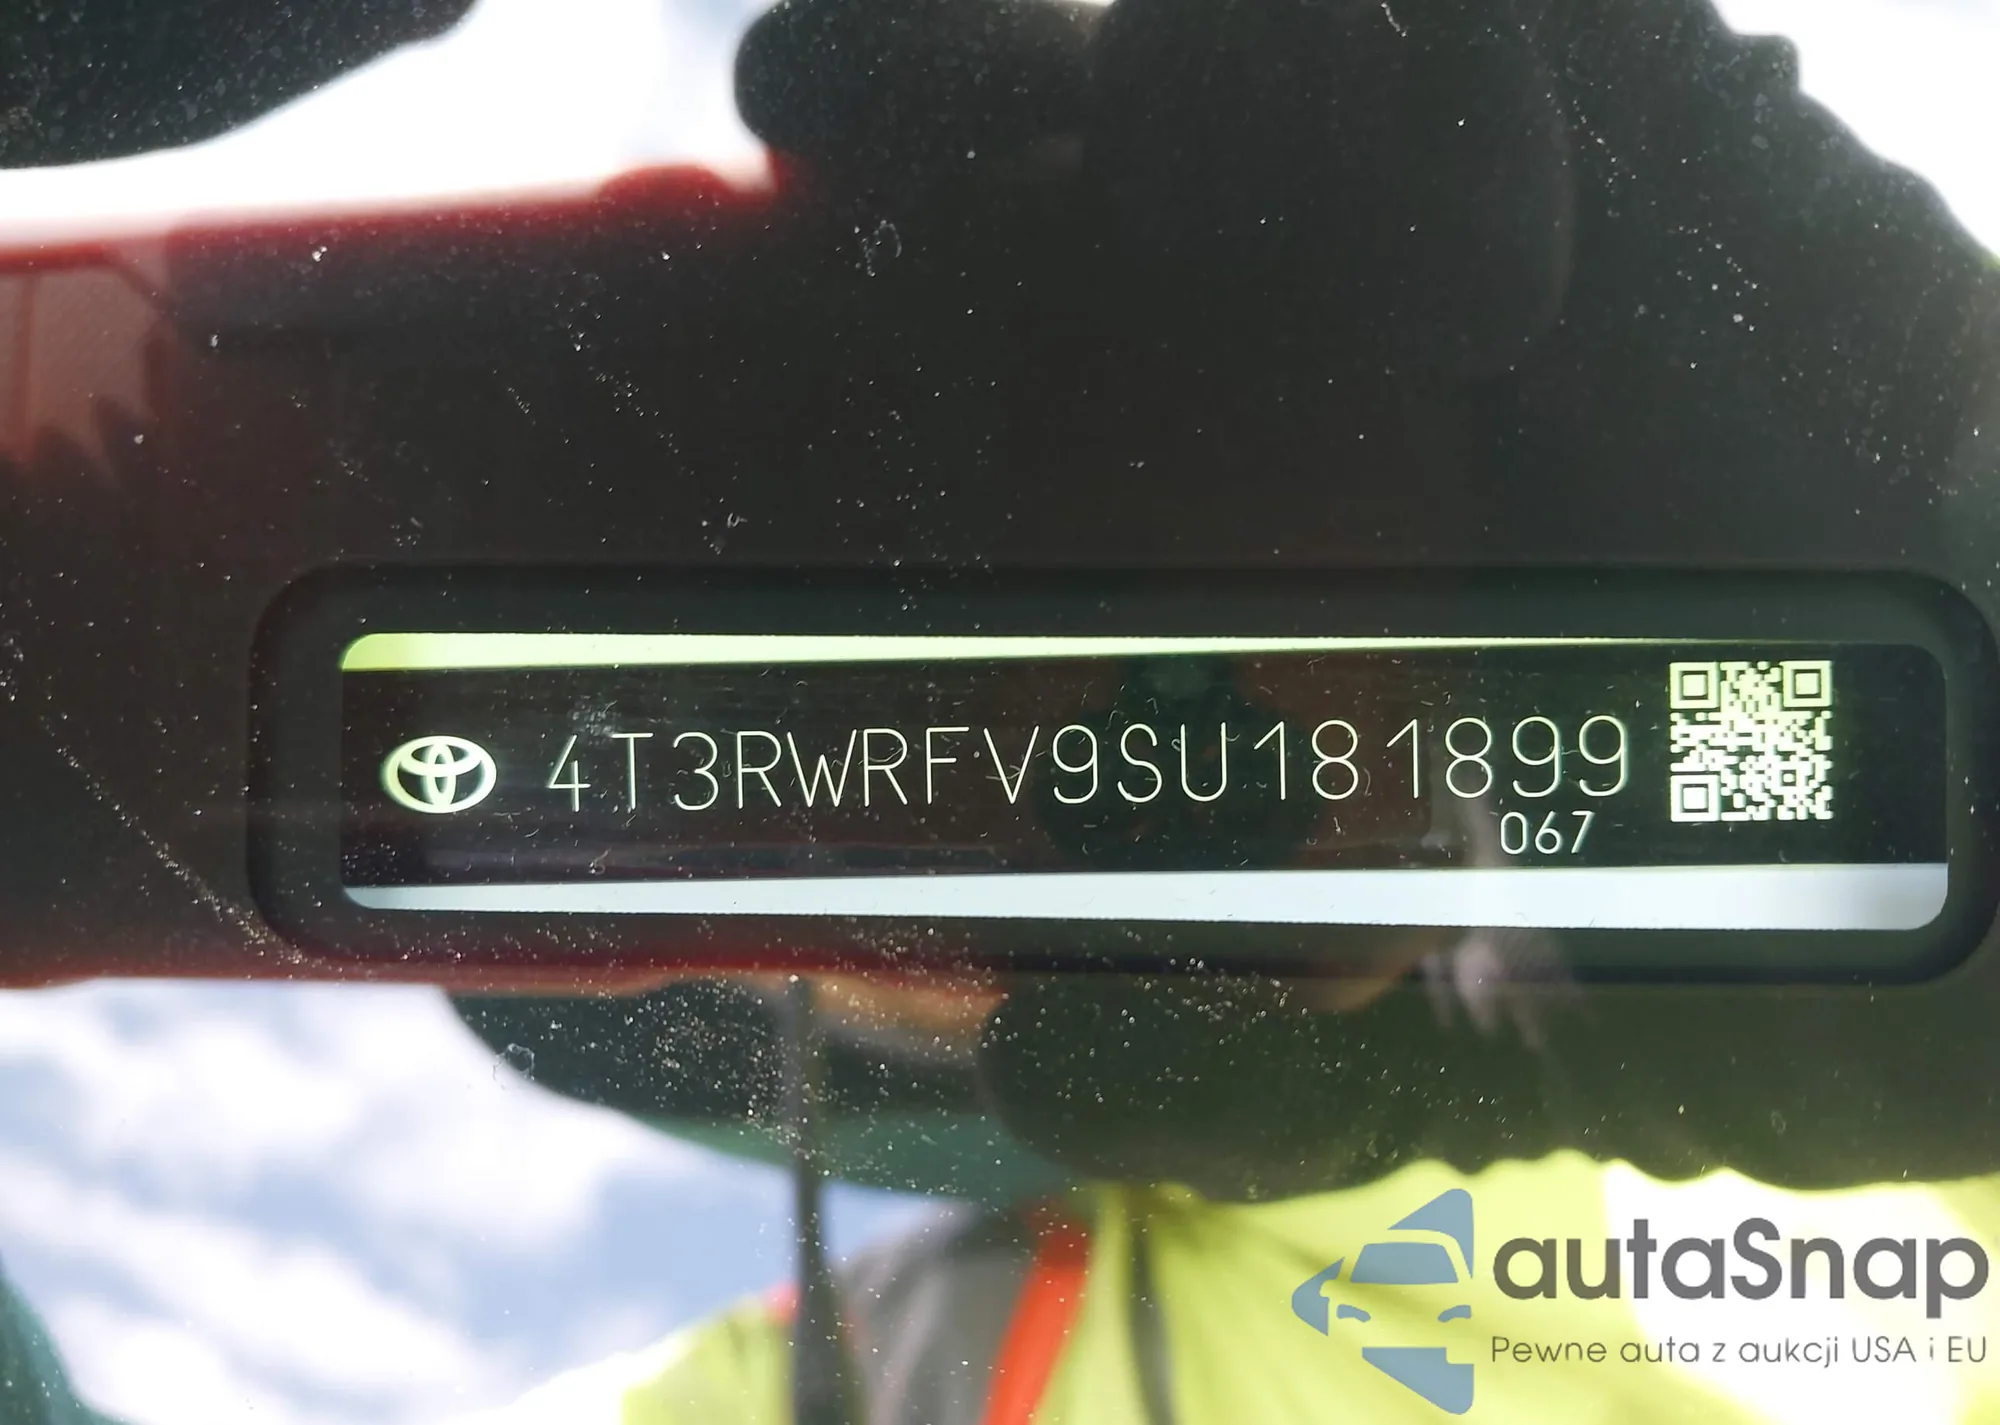 4T3RWRFV9SU181899
067
autaSnap
Pewne auta z aukcji USA i EU